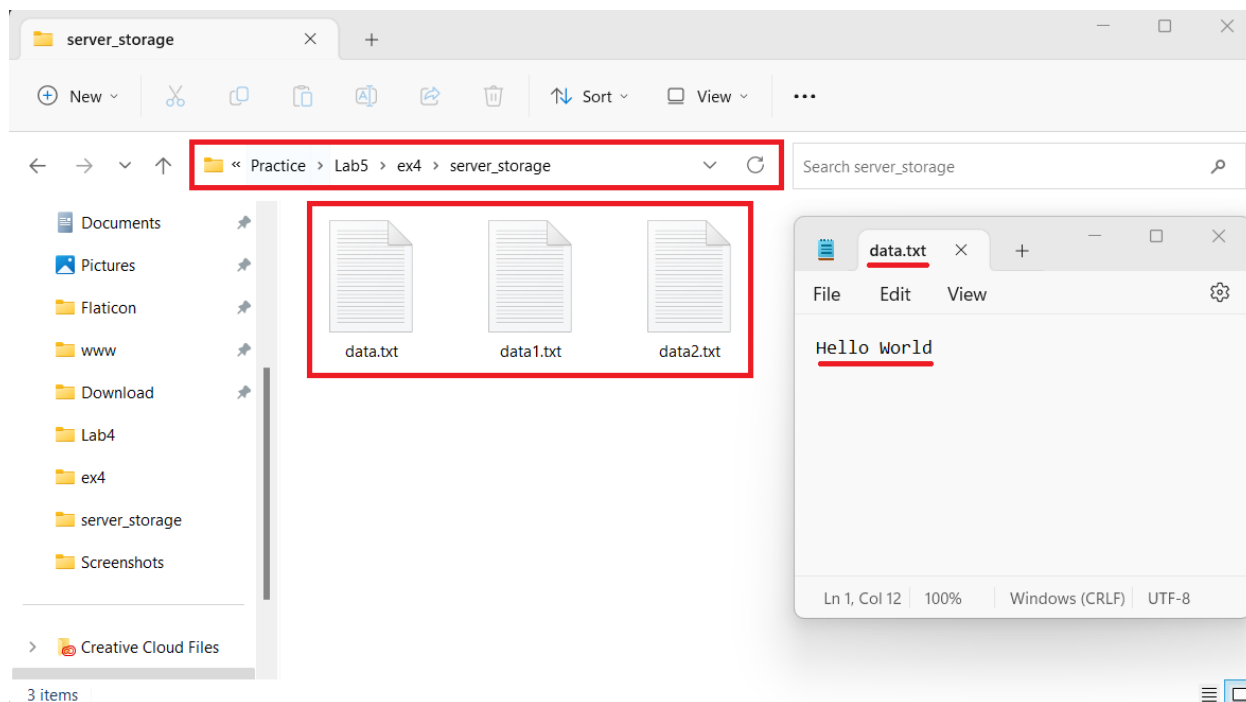 server_storage
New
Sort
View
« Practice > Lab5 > ex4 > server_storage
Search server_storage
Documents
Pictures
Flaticon
www
Download
Lab4
ex4
server_storage
Screenshots
Creative Cloud Files
data.txt
data1.txt
data2.txt
data.txt
File Edit View
Hello World
Ln 1, Col 12 100% Windows (CRLF) UTF-8
3 items